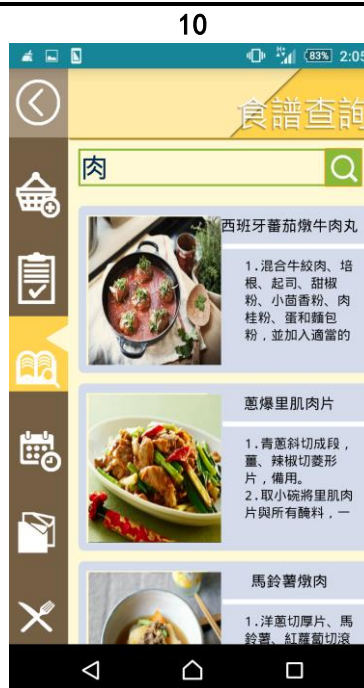 10
83% 2:05
食譜查詢
肉
西班牙蕃茄燉牛肉丸
1.混合牛絞肉、培
根、起司、甜椒
粉、小茴香粉、肉
桂粉、蛋和麵包
粉，並加入適當的
蔥爆里肌肉片
1.青蔥斜切成段，
薑、辣椒切菱形
片，備用。
2.取小碗將里肌肉
片與所有醃料，一
馬鈴薯燉肉
1.洋蔥切厚片、馬
鈴薯、紅蘿蔔切滾